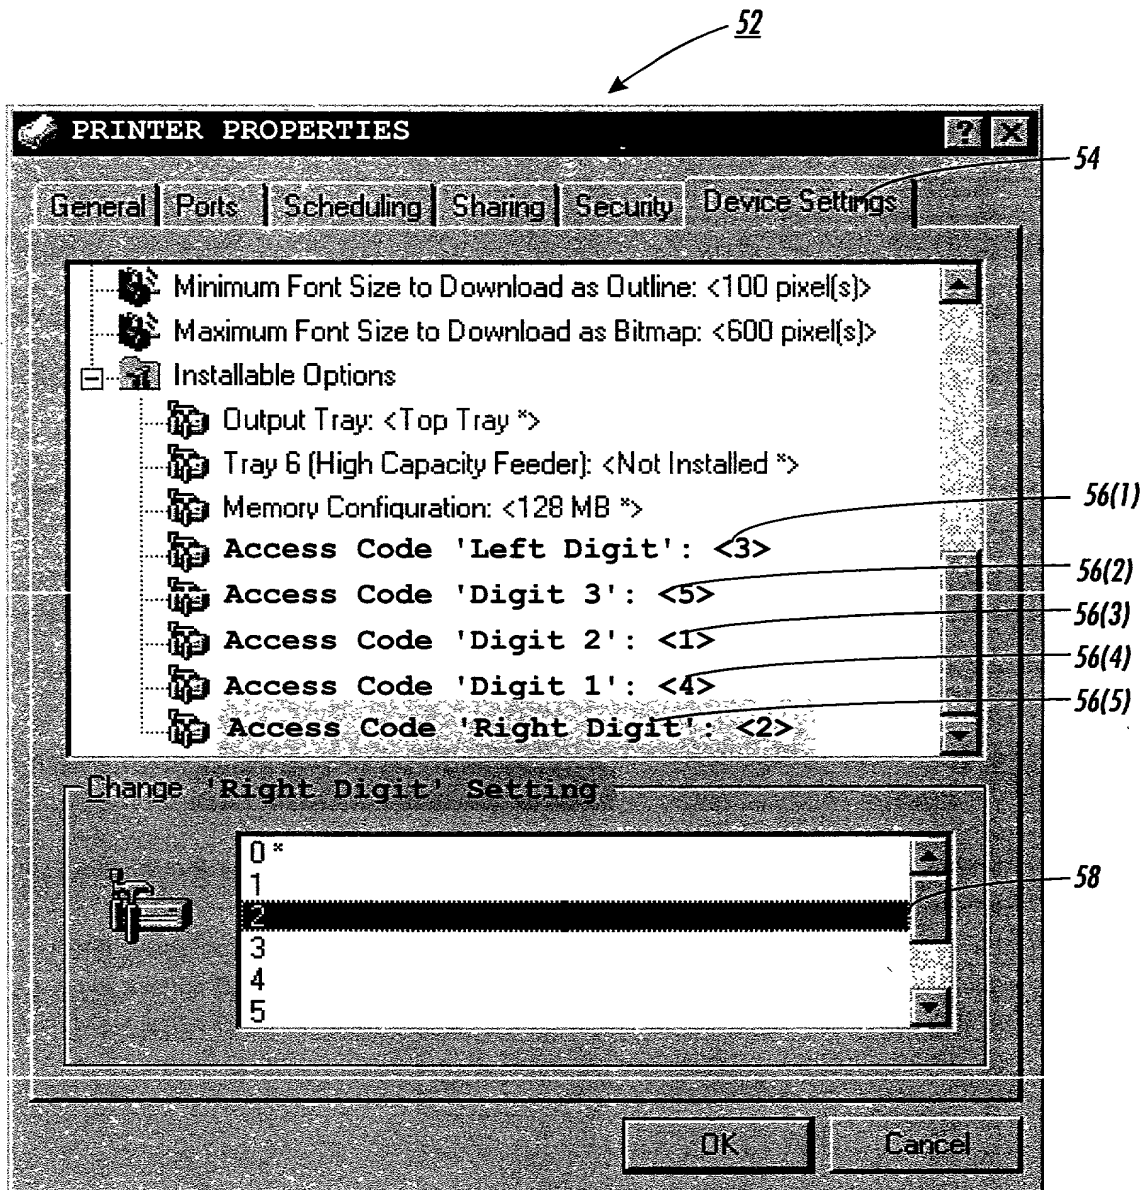 52
PRINTER PROPERTIES
? X
54
General Ports Scheduling Sharing Security Device Settings
Minimum Font Size to Download as Outline: <100 pixel(s)>
Maximum Font Size to Download as Bitmap: <600 pixel(s)>
Installable Options
Output Tray: <Top Tray *>
Tray 6 (High Capacity Feeder): <Not Installed *>
Memory Configuration: <128 MB *>
56(1)
Access Code 'Left Digit': <3>
56(2)
Access Code 'Digit 3': <5>
56(3)
Access Code 'Digit 2': <1>
56(4)
Access Code 'Digit 1': <4>
56(5)
Access Code 'Right Digit': <2>
Change 'Right Digit' Setting
0 *
1
58
2
3
4
5
OK Cancel